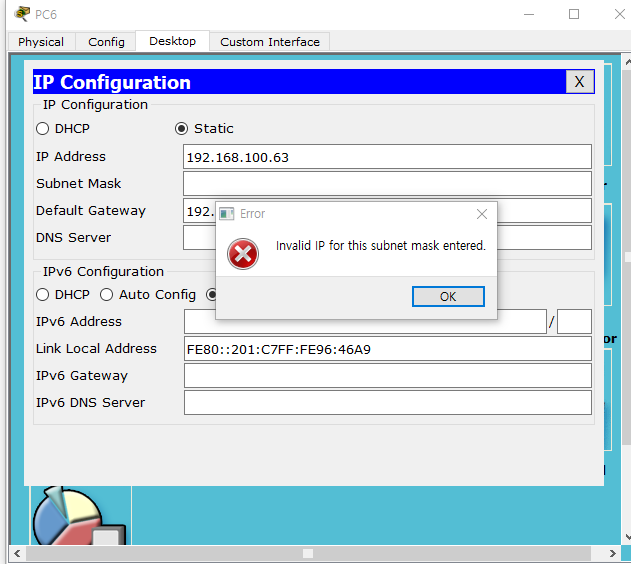 PC6
Physical Config Desktop Custom Interface
IP Configuration X
IP Configuration
DHCP Static
IP Address 192.168.100.63
Subnet Mask
Default Gateway 192.
DNS Server
Error
Invalid IP for this subnet mask entered.
OK
IPv6 Configuration
DHCP Auto Config
IPv6 Address /
Link Local Address FE80::201:C7FF:FE96:46A9
IPv6 Gateway
IPv6 DNS Server
or